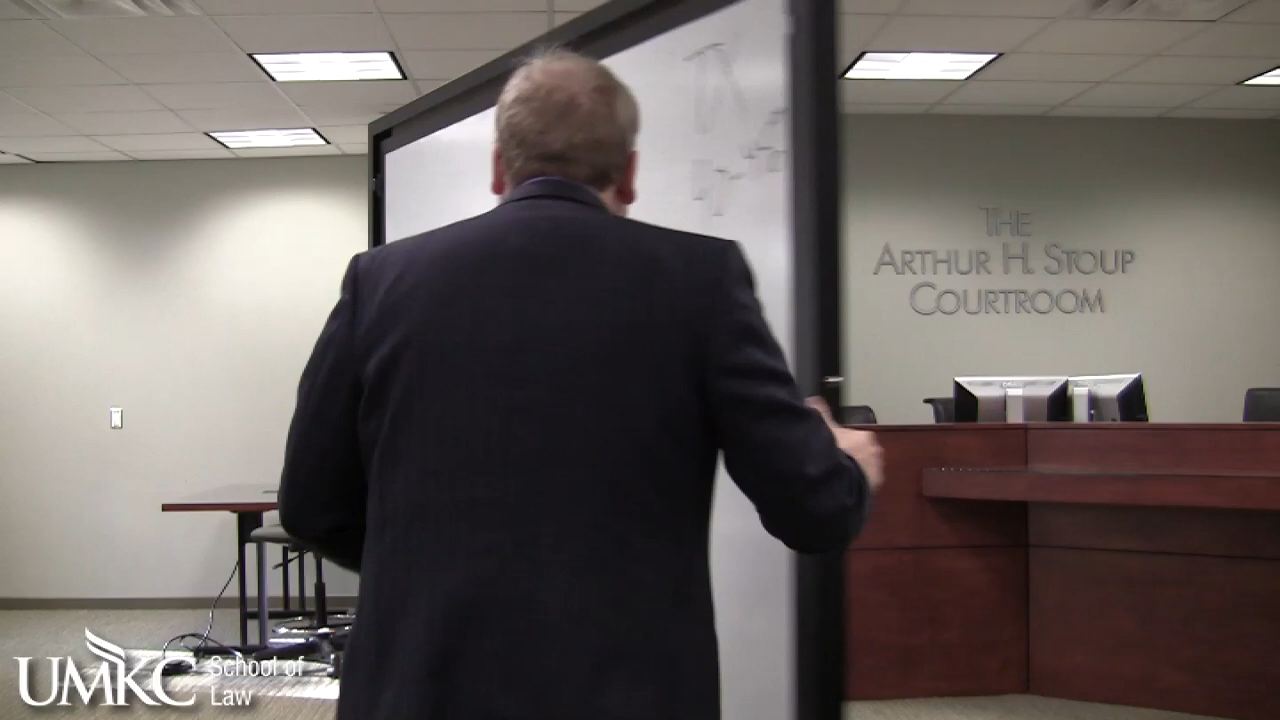 THE
ARTHUR H. STOUP
COURTROOM
UMKC School of
Law